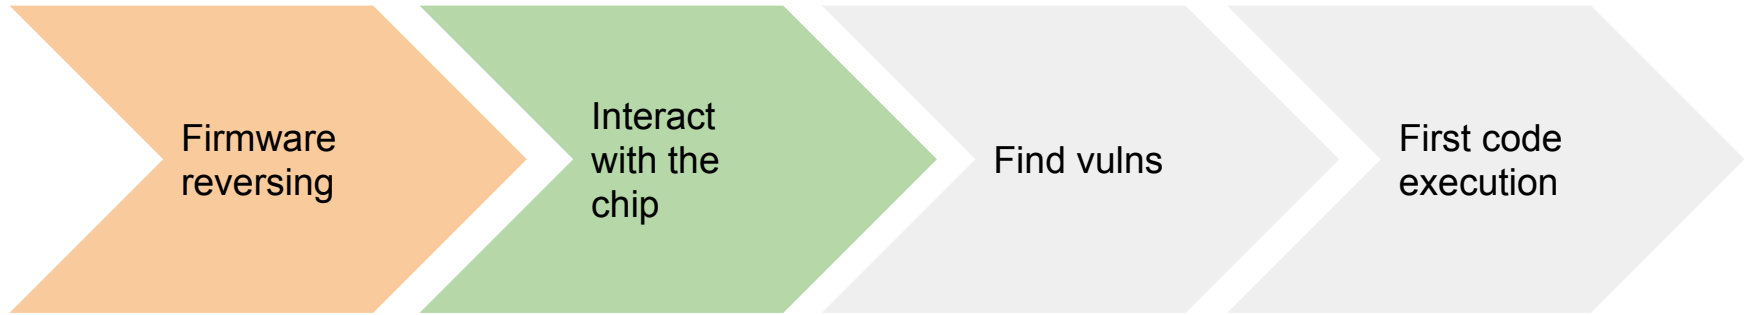 Firmware
reversing
Interact
with the
chip
Find vulns
First code
execution